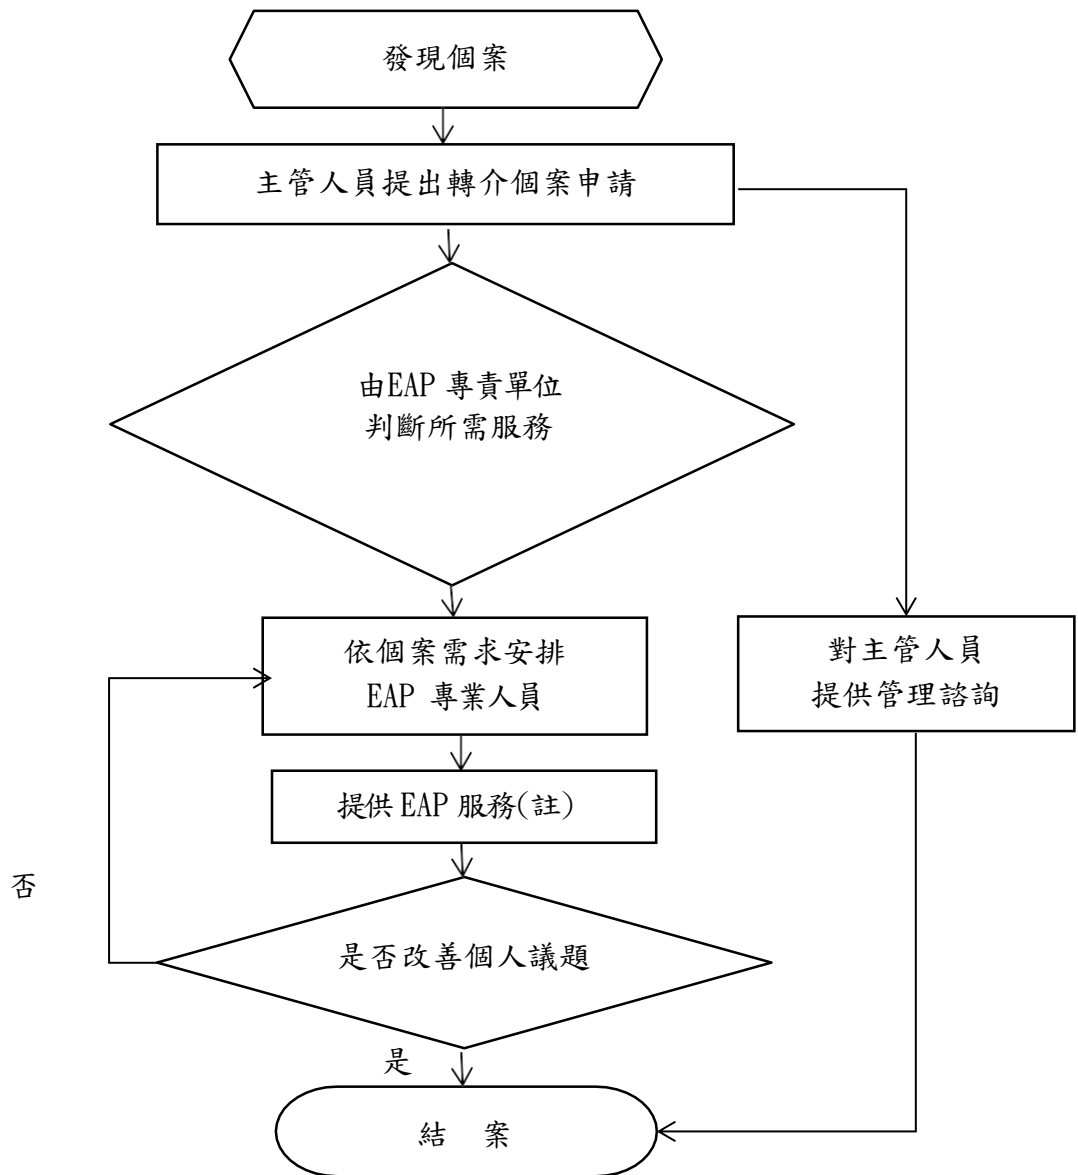 發現個案
主管人員提出轉介個案申請
由EAP 專責單位
判斷所需服務
依個案需求安排
EAP 專業人員
對主管人員
提供管理諮詢
提供 EAP 服務(註)
否
是否改善個人議題
是
結 案